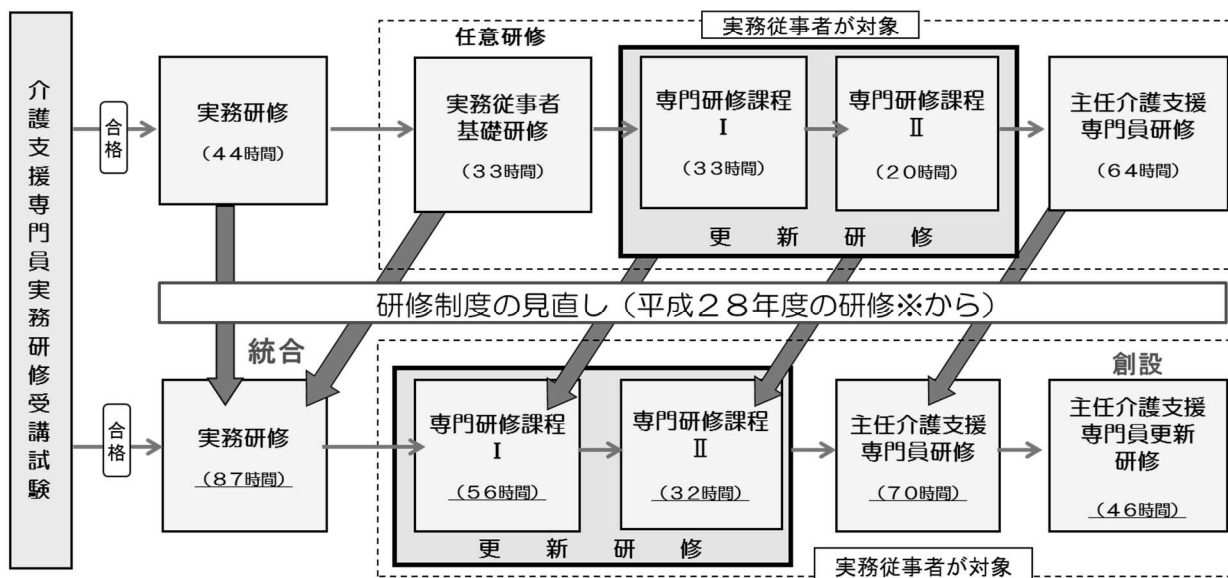 介護支援専門員実務研修受講試験
実務従事者が対象
任意研修
合格
実務研修
（44時間）
実務従事者
基礎研修
（33時間）
専門研修課程
Ⅰ
（33時間）
専門研修課程
Ⅱ
（20時間）
更新研修
主任介護支援
専門員研修
（64時間）
研修制度の見直し（平成２８年度の研修※から）
統合
創設
合格
実務研修
（87時間）
専門研修課程
Ⅰ
（56時間）
専門研修課程
Ⅱ
（32時間）
更新研修
主任介護支援
専門員研修
（70時間）
主任介護支援
専門員更新
研修
（46時間）
実務従事者が対象